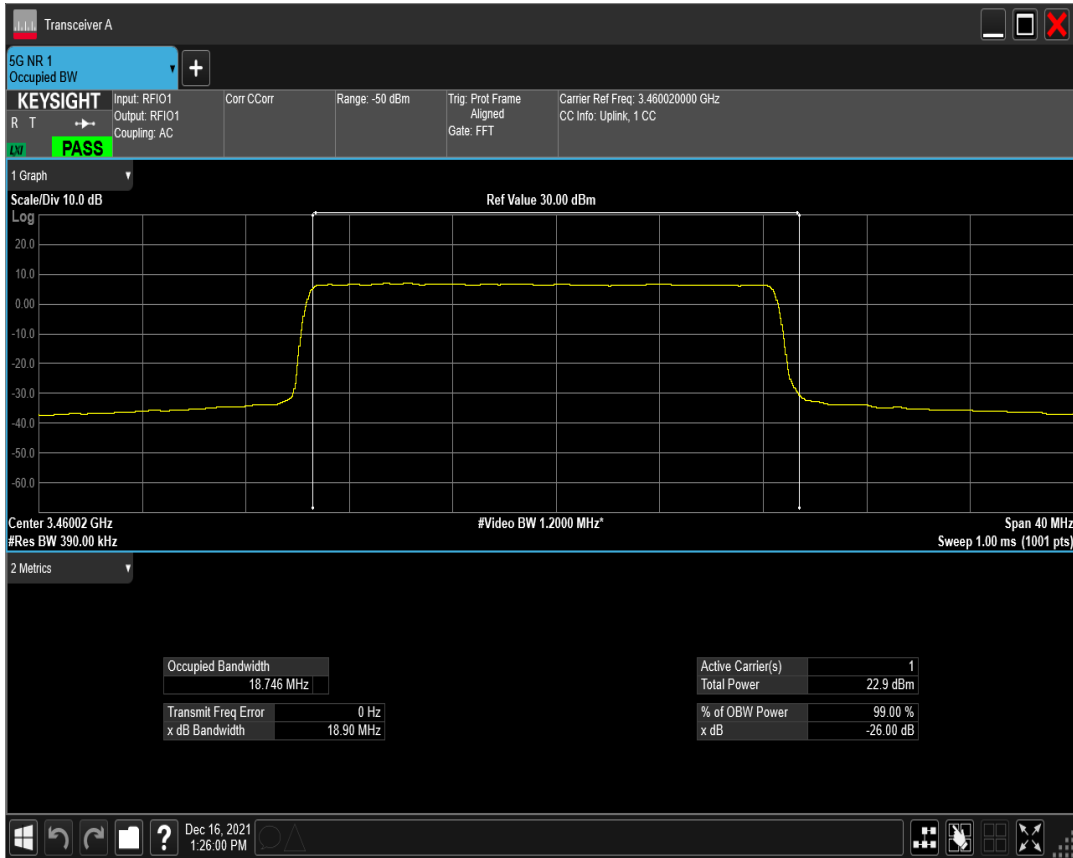 Transceiver A
5G NR 1
Occupied BW
KEYSIGHT
R T
LXI
PASS
Input: RFIO1
Output: RFIO1
Coupling: AC
Corr CCorr
Range: -50 dBm
Trig: Prot Frame
Aligned
Gate: FFT
Carrier Ref Freq: 3.460020000 GHz
CC Info: Uplink, 1 CC
1 Graph
Scale/Div 10.0 dB
Ref Value 30.00 dBm
Log
20.0
10.0
0.00
-10.0
-20.0
-30.0
-40.0
-50.0
-60.0
Center 3.46002 GHz
#Video BW 1.2000 MHz*
Span 40 MHz
#Res BW 390.00 kHz
Sweep 1.00 ms (1001 pts)
2 Metrics
Occupied Bandwidth
18.746 MHz
Transmit Freq Error 0 Hz
x dB Bandwidth 18.90 MHz
Active Carrier(s) 1
Total Power 22.9 dBm
% of OBW Power 99.00 %
x dB -26.00 dB
?
Dec 16, 2021
1:26:00 PM